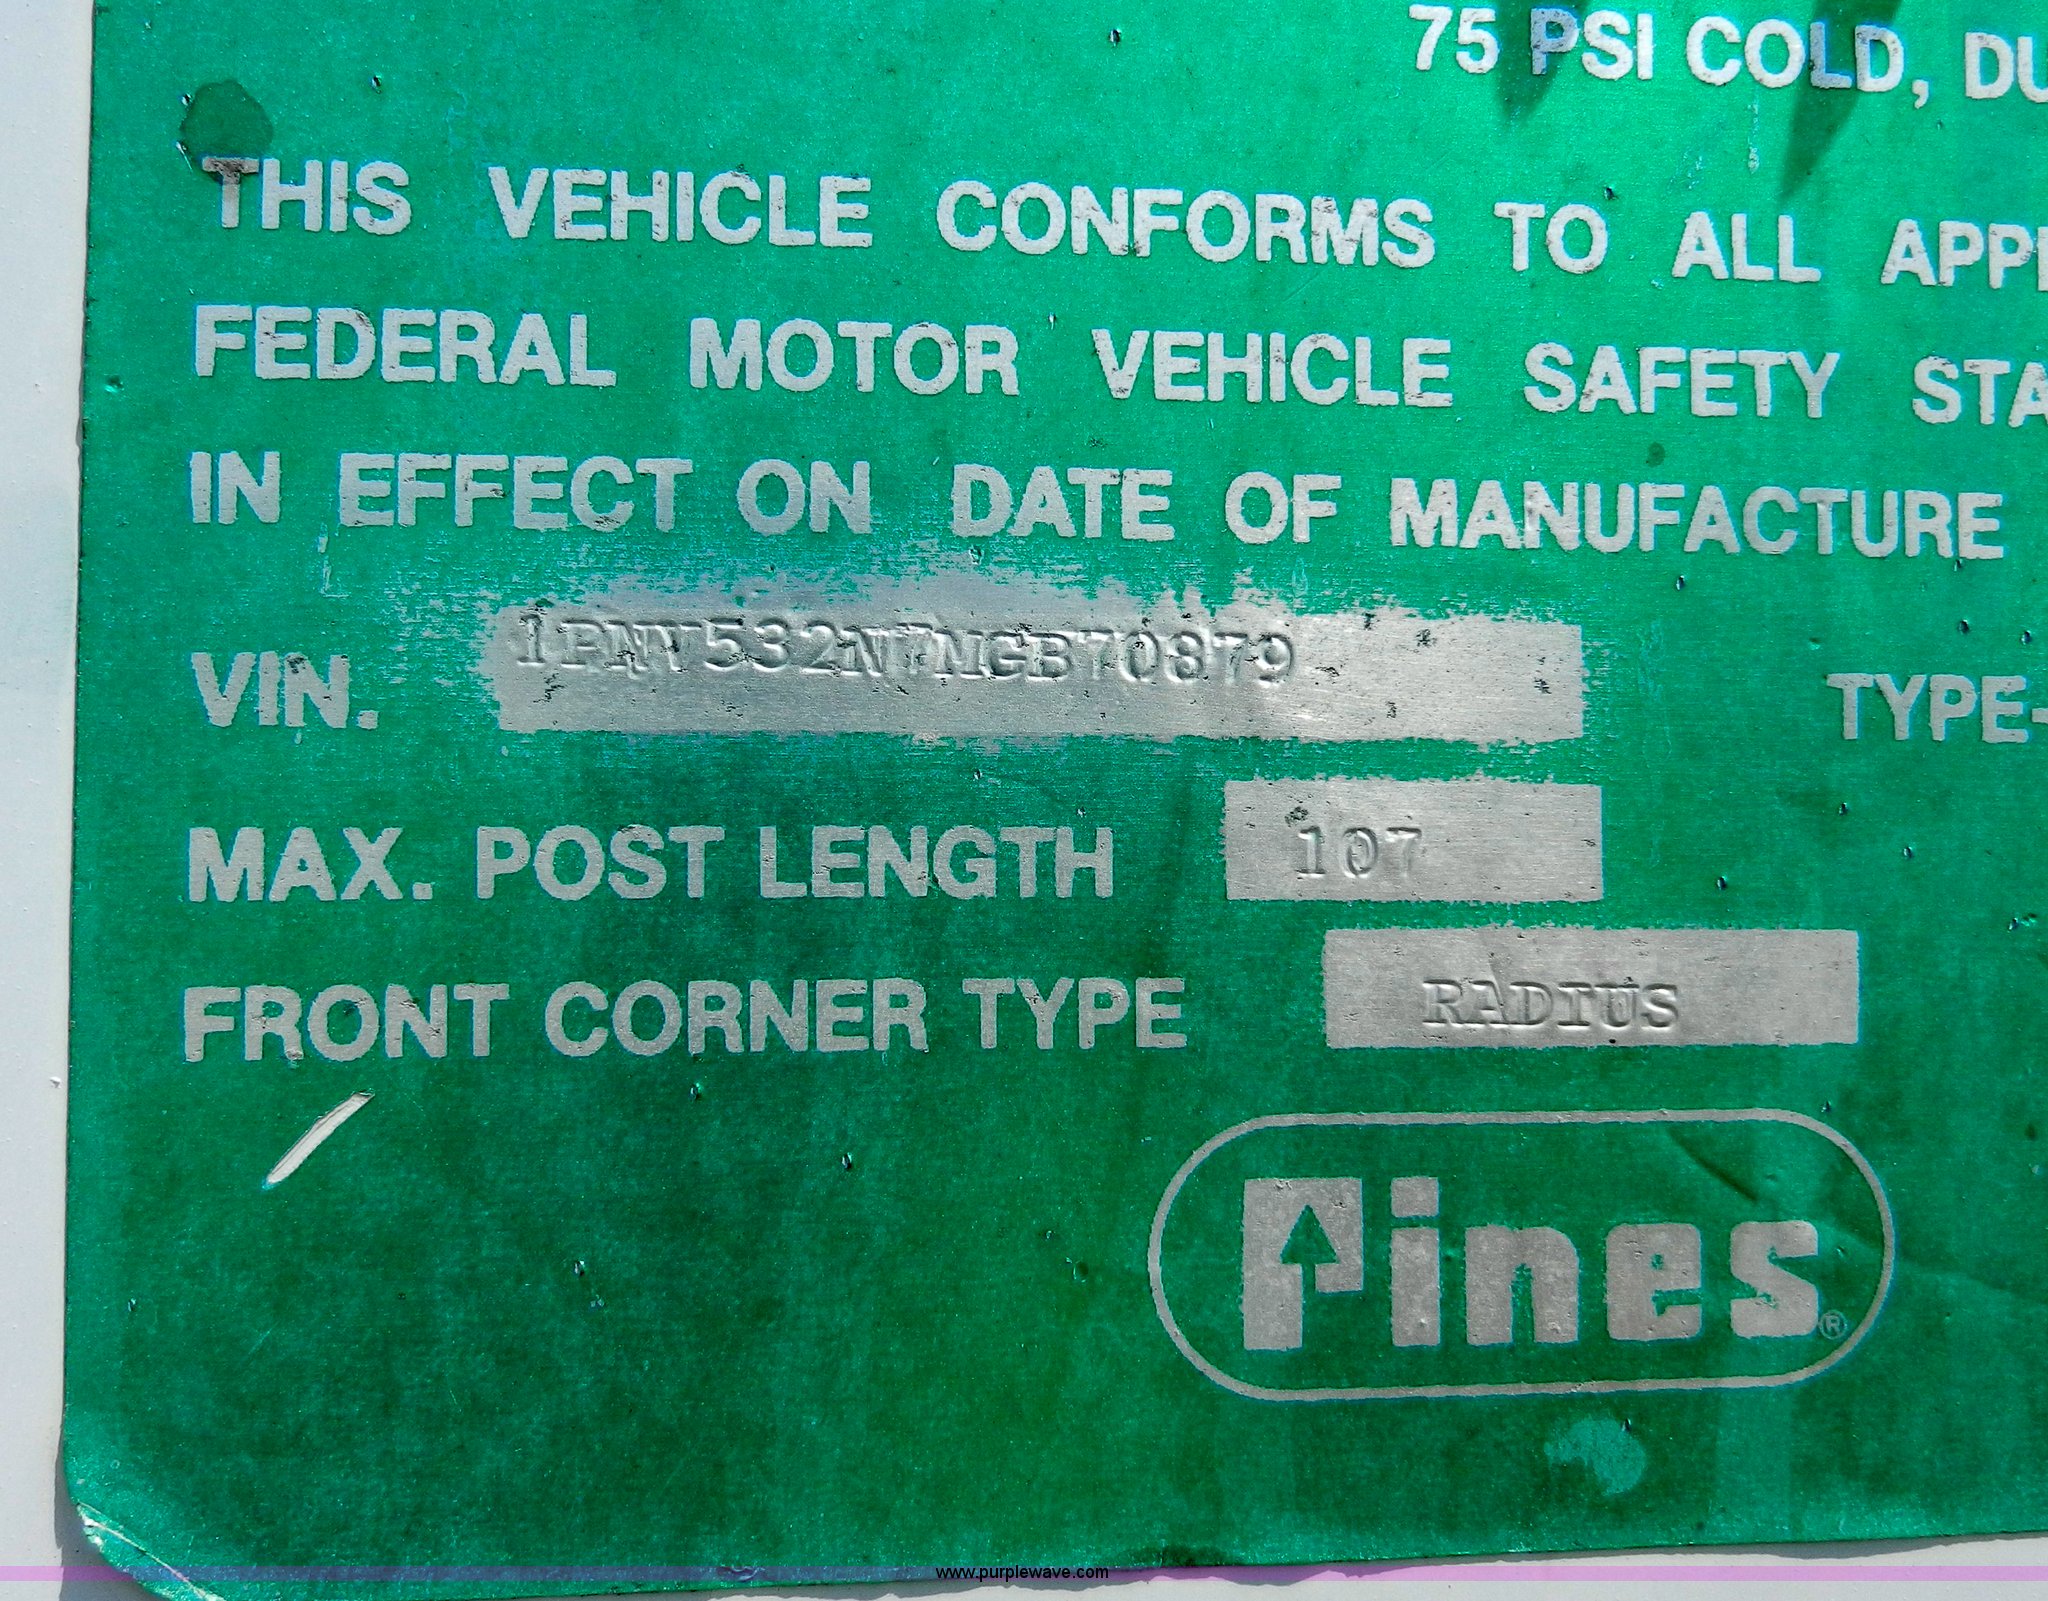 75 PSI COLD, DU
THIS VEHICLE CONFORMS TO ALL APPL
FEDERAL MOTOR VEHICLE SAFETY STA
IN EFFECT ON DATE OF MANUFACTURE
VIN. 1PNV532N7MGB70879 TYPE-
MAX. POST LENGTH 107
FRONT CORNER TYPE RADIUS
Pines®
www.purplewave.com